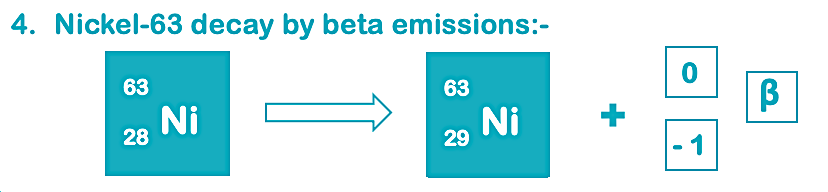 4. Nickel-63 decay by beta emissions:-
63
28 Ni
63
29 Ni
+
0
-1
β